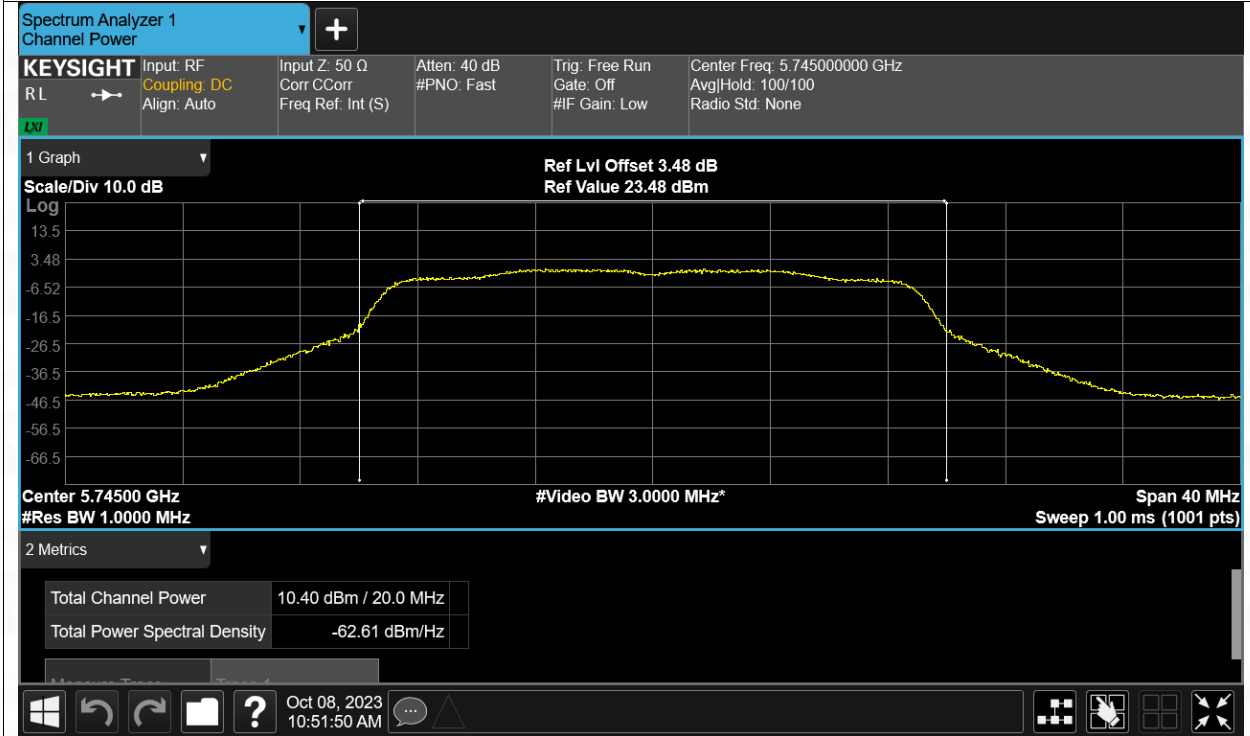 Spectrum Analyzer 1
Channel Power
+
KEYSIGHT
R L
LXI
Input: RF
Coupling: DC
Align: Auto
Input Z: 50 Ω
Corr CCorr
Freq Ref: Int (S)
Atten: 40 dB
#PNO: Fast
Trig: Free Run
Gate: Off
#IF Gain: Low
Center Freq: 5.745000000 GHz
Avg|Hold: 100/100
Radio Std: None
1 Graph
Scale/Div 10.0 dB
Ref Lvl Offset 3.48 dB
Ref Value 23.48 dBm
Log
13.5
3.48
-6.52
-16.5
-26.5
-36.5
-46.5
-56.5
-66.5
Center 5.74500 GHz
#Res BW 1.0000 MHz
#Video BW 3.0000 MHz*
Span 40 MHz
Sweep 1.00 ms (1001 pts)
2 Metrics
Total Channel Power 10.40 dBm / 20.0 MHz
Total Power Spectral Density -62.61 dBm/Hz
Measure Trace Trace 1
?
Oct 08, 2023
10:51:50 AM